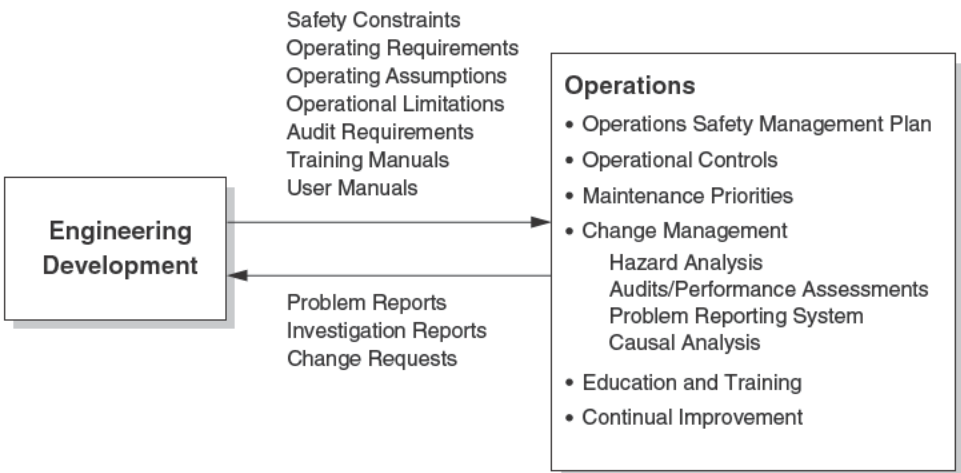 Safety Constraints
Operating Requirements
Operating Assumptions
Operational Limitations
Audit Requirements
Training Manuals
User Manuals
Engineering
Development
Problem Reports
Investigation Reports
Change Requests
Operations
• Operations Safety Management Plan
• Operational Controls
• Maintenance Priorities
• Change Management
Hazard Analysis
Audits/Performance Assessments
Problem Reporting System
Causal Analysis
• Education and Training
• Continual Improvement